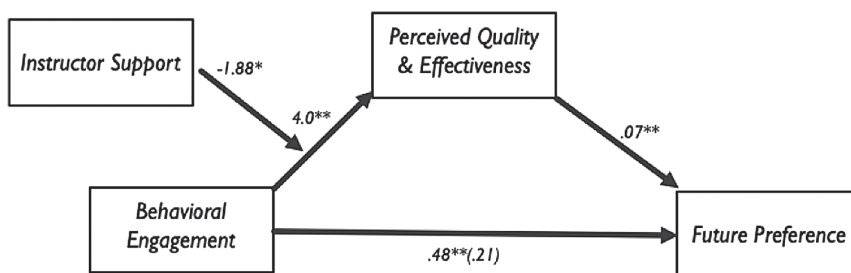 Instructor Support
-1.88*
Perceived Quality
& Effectiveness
4.0**
.07**
Behavioral
Engagement
.48**(.21)
Future Preference